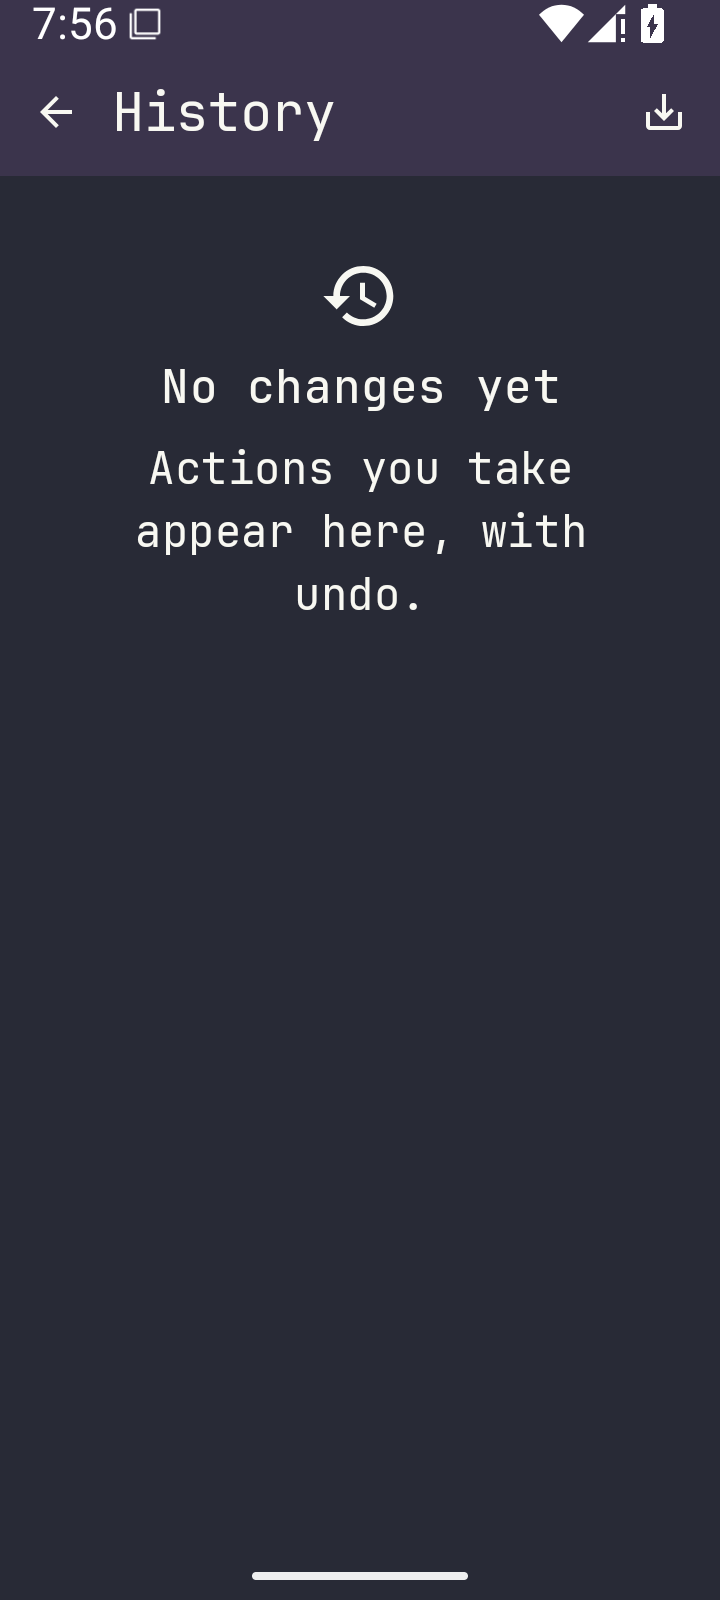 7:56
History
No changes yet
Actions you take
appear here, with
undo.